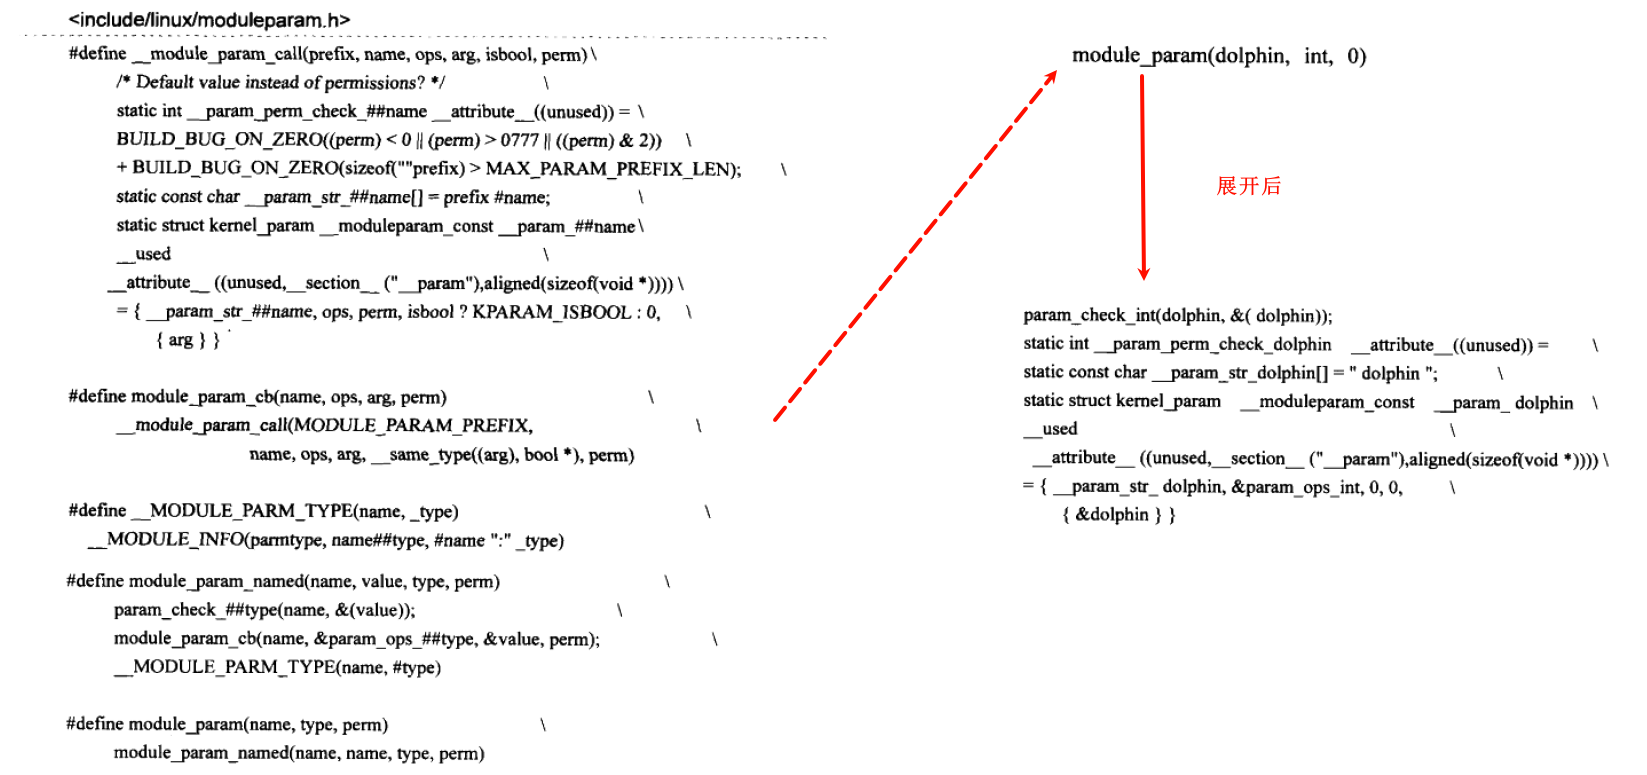 <include/linux/moduleparam.h>
#define __module_param_call(prefix, name, ops, arg, isbool, perm) \
/* Default value instead of permissions? */ \
static int __param_perm_check_##name __attribute__((unused)) = \
BUILD_BUG_ON_ZERO((perm) < 0 || (perm) > 0777 || ((perm) & 2)) \
+ BUILD_BUG_ON_ZERO(sizeof(""prefix) > MAX_PARAM_PREFIX_LEN); \
static const char __param_str_##name[] = prefix #name; \
static struct kernel_param __moduleparam_const __param_##name \
__used \
__attribute__ ((unused,__section__ ("__param"),aligned(sizeof(void *)))) \
= { __param_str_##name, ops, perm, isbool ? KPARAM_ISBOOL : 0, \
{ arg } }
#define module_param_cb(name, ops, arg, perm) \
__module_param_call(MODULE_PARAM_PREFIX, \
name, ops, arg, __same_type((arg), bool *), perm)
#define __MODULE_PARM_TYPE(name, _type) \
__MODULE_INFO(parmtype, name##type, #name ":" _type)
#define module_param_named(name, value, type, perm) \
param_check_##type(name, &(value)); \
module_param_cb(name, &param_ops_##type, &value, perm); \
__MODULE_PARM_TYPE(name, #type)
#define module_param(name, type, perm) \
module_param_named(name, name, type, perm)
module_param(dolphin, int, 0)
展开后
param_check_int(dolphin, &( dolphin));
static int __param_perm_check_dolphin __attribute__((unused)) = \
static const char __param_str_dolphin[] = " dolphin "; \
static struct kernel_param __moduleparam_const __param_ dolphin \
__used \
__attribute__ ((unused,__section__ ("__param"),aligned(sizeof(void *)))) \
= { __param_str_ dolphin, &param_ops_int, 0, 0, \
{ &dolphin } }